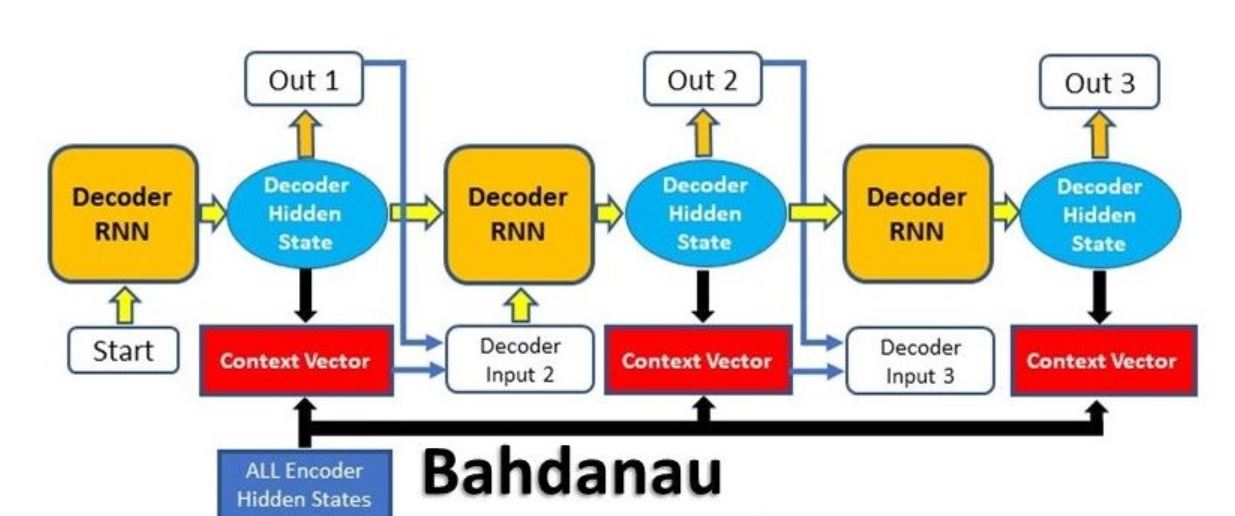 Out 1
Out 2
Out 3
Decoder
RNN
Decoder
Hidden
State
Decoder
RNN
Decoder
Hidden
State
Decoder
RNN
Decoder
Hidden
State
Start
Context Vector
Decoder
Input 2
Context Vector
Decoder
Input 3
Context Vector
ALL Encoder
Hidden States
Bahdanau